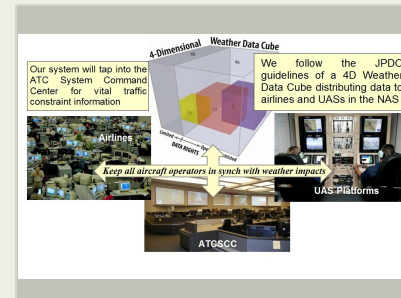 4-Dimensional Weather Data Cube
Our system will tap into the
ATC System Command
Center for vital traffic
constraint information
We follow the JPDO
guidelines of a 4D Weather
Data Cube distributing data to
airlines and UASs in the NAS
Limited
DATA RIGHTS
Airlines
Keep all aircraft operators in synch with weather impacts
UAS Platforms
ATCSCC